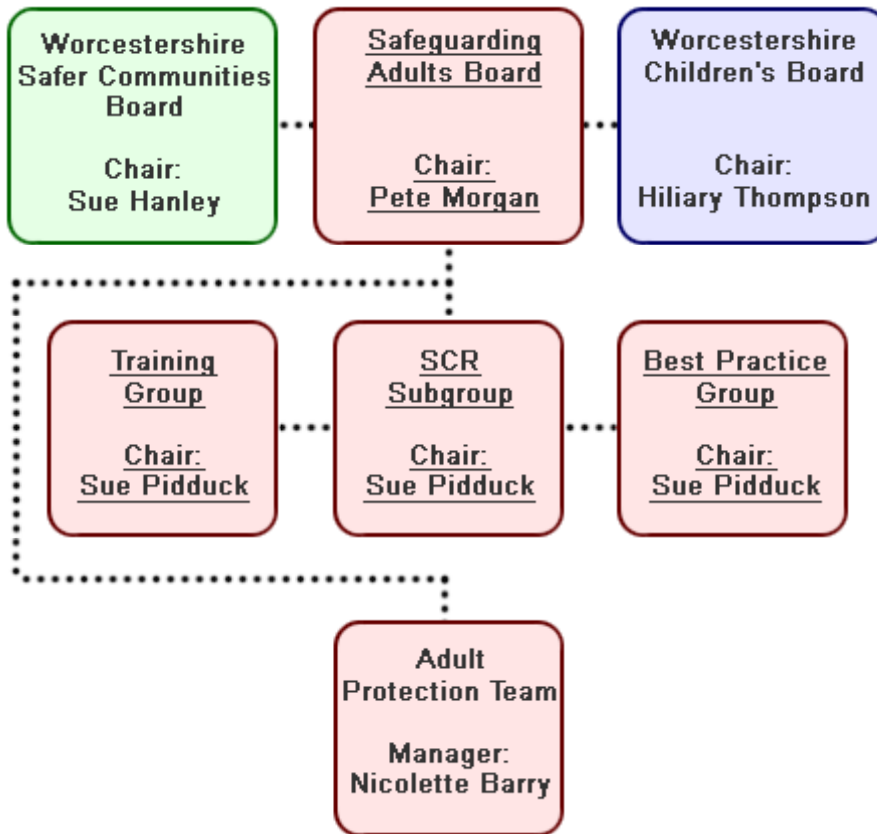 Worcestershire
Safer Communities
Board
Chair:
Sue Hanley
Safeguarding
Adults Board
Chair:
Pete Morgan
Worcestershire
Children's Board
Chair:
Hiliary Thompson
Training
Group
Chair:
Sue Pidduck
SCR
Subgroup
Chair:
Sue Pidduck
Best Practice
Group
Chair:
Sue Pidduck
Adult
Protection Team
Manager:
Nicolette Barry